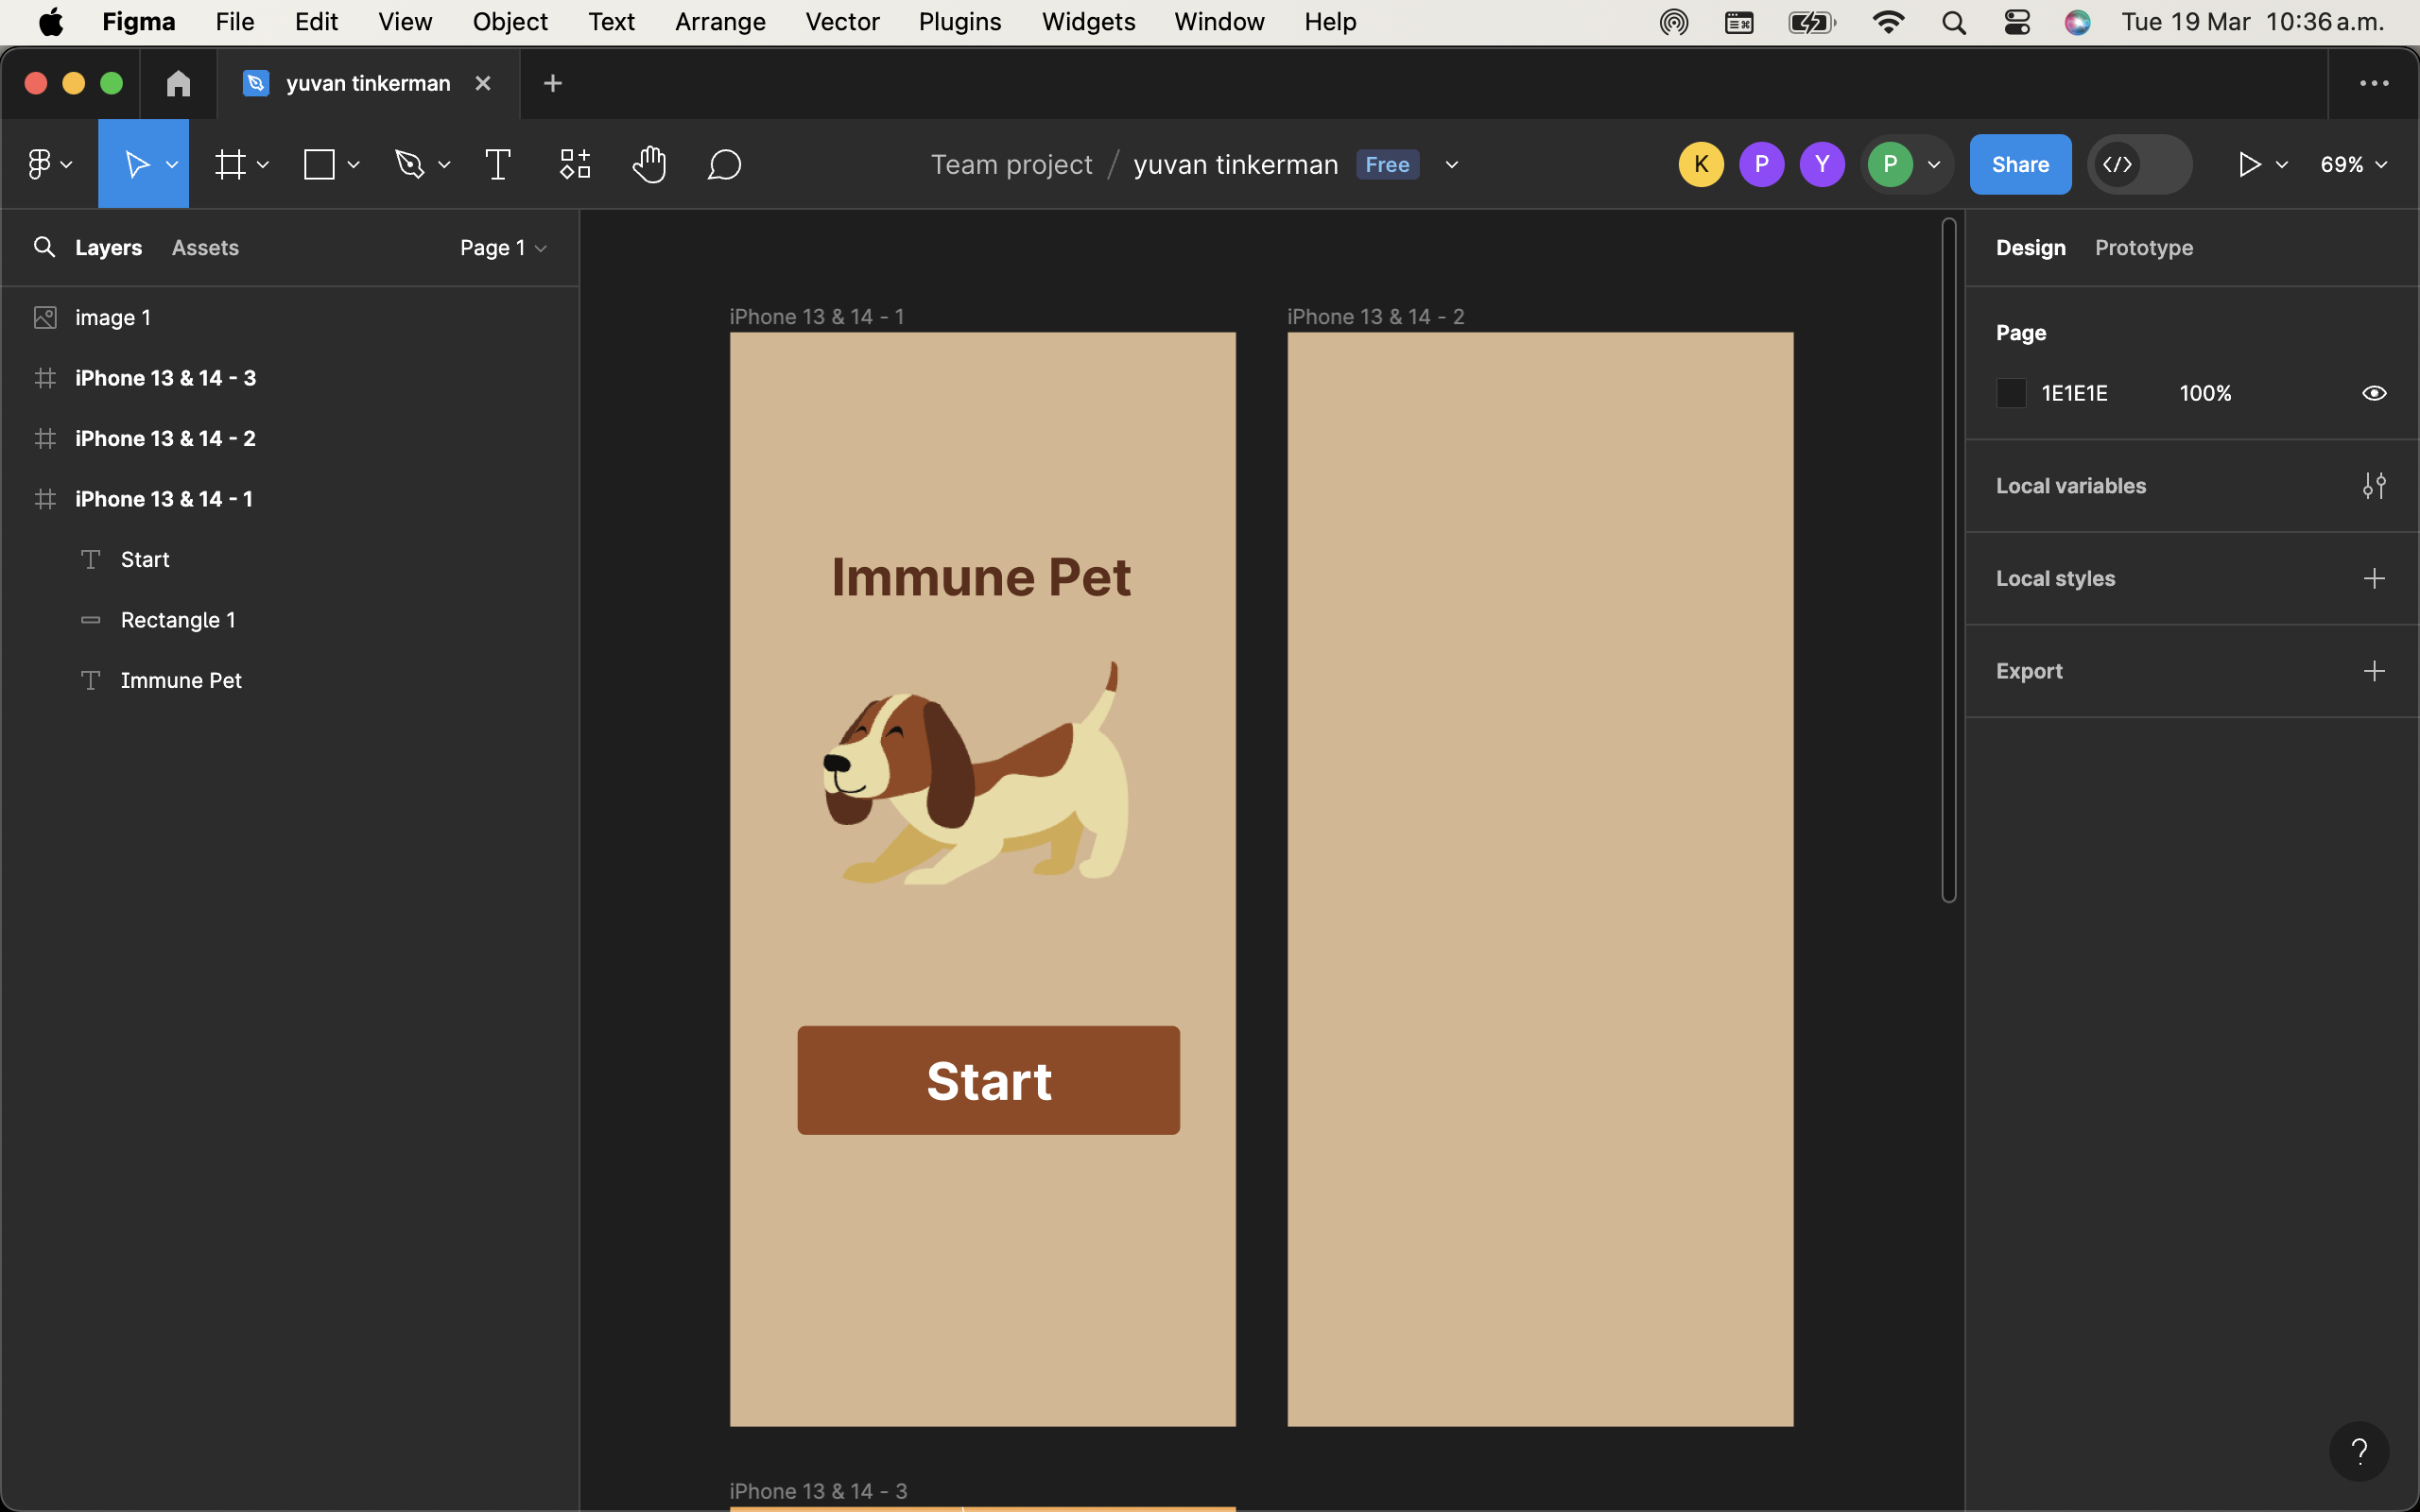 Figma File Edit View Object Text Arrange Vector Plugins Widgets Window Help Tue 19 Mar 10:36 a.m.
yuvan tinkerman
Team project / yuvan tinkerman Free K P Y P Share 69%
Layers Assets Page 1
image 1
iPhone 13 & 14 - 3
iPhone 13 & 14 - 2
iPhone 13 & 14 - 1
Start
Rectangle 1
Immune Pet
iPhone 13 & 14 - 1
Immune Pet
Start
iPhone 13 & 14 - 2
iPhone 13 & 14 - 3
Design Prototype
Page
1E1E1E 100%
Local variables
Local styles
Export
?